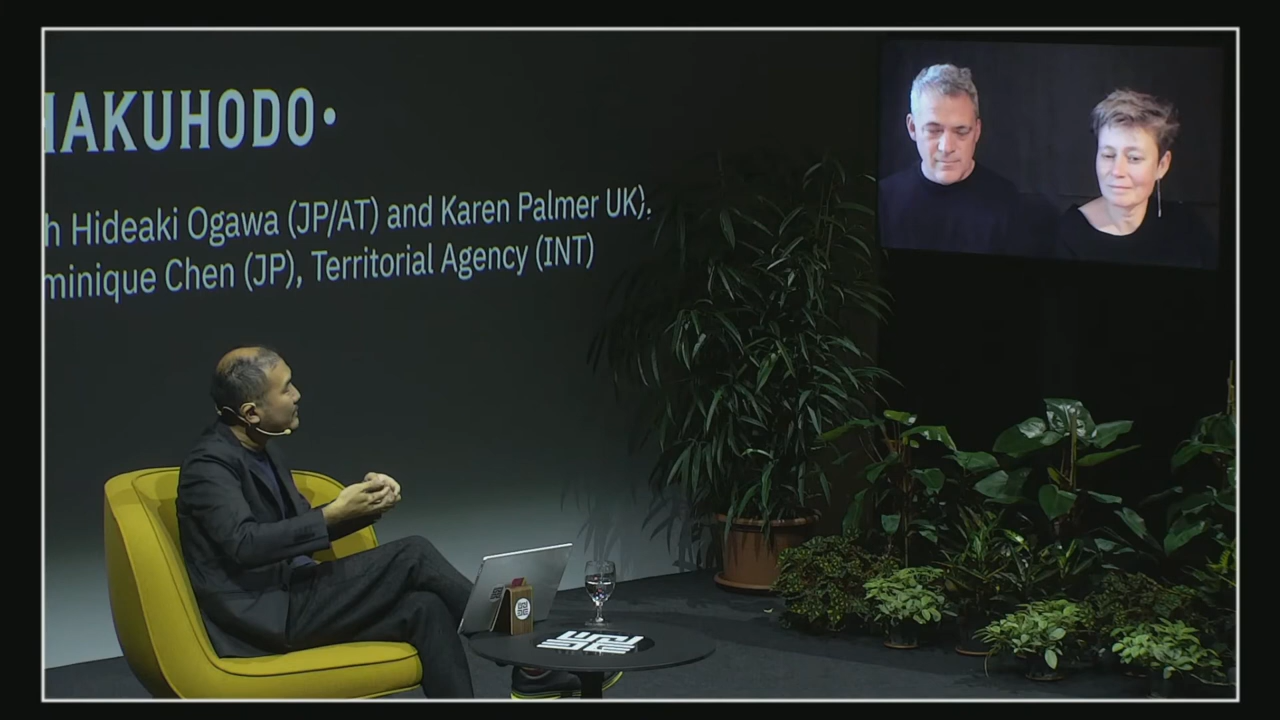 HAKUHODO•
h Hideaki Ogawa (JP/AT) and Karen Palmer UK}.
minique Chen (JP), Territorial Agency (INT)